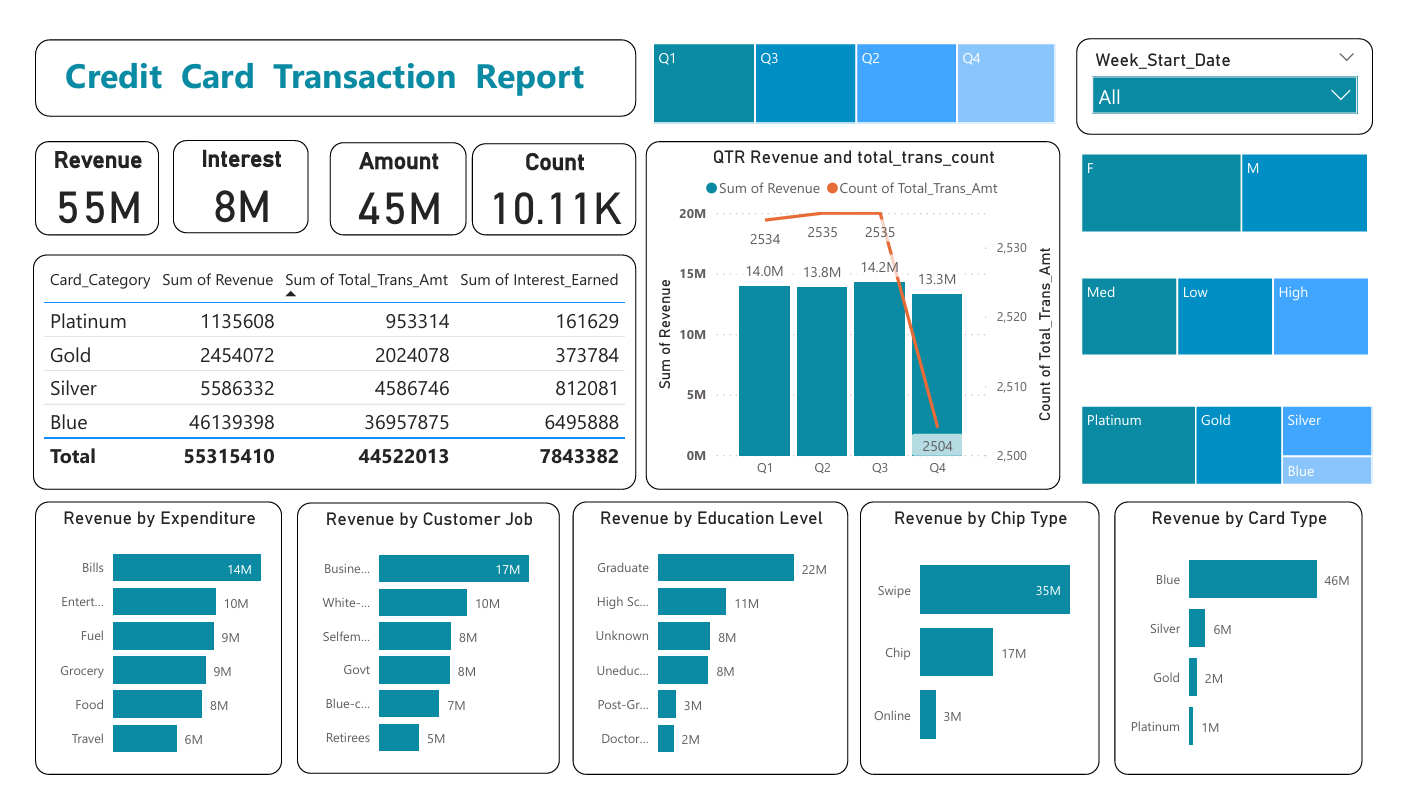 Credit Card Transaction Report
Q1
Q3
Q2
Q4
Week_Start_Date
All
Revenue
55M
Interest
8M
Amount
45M
Count
10.11K
QTR Revenue and total_trans_count
Sum of Revenue
Count of Total_Trans_Amt
20M
15M
10M
5M
0M
Sum of Revenue
2534
2535
2535
2504
14.0M
13.8M
14.2M
13.3M
Q1
Q2
Q3
Q4
2,530
2,520
2,510
2,500
Count of Total_Trans_Amt
F
M
Med
Low
High
Platinum
Gold
Silver
Blue
Card_Category Sum of Revenue Sum of Total_Trans_Amt Sum of Interest_Earned
Platinum 1135608 953314 161629
Gold 2454072 2024078 373784
Silver 5586332 4586746 812081
Blue 46139398 36957875 6495888
Total 55315410 44522013 7843382
Revenue by Expenditure
Bills 14M
Entert... 10M
Fuel 9M
Grocery 9M
Food 8M
Travel 6M
Revenue by Customer Job
Busine... 17M
White-... 10M
Selfem... 8M
Govt 8M
Blue-c... 7M
Retirees 5M
Revenue by Education Level
Graduate 22M
High Sc... 11M
Unknown 8M
Uneduc... 8M
Post-Gr... 3M
Doctor... 2M
Revenue by Chip Type
Swipe 35M
Chip 17M
Online 3M
Revenue by Card Type
Blue 46M
Silver 6M
Gold 2M
Platinum 1M